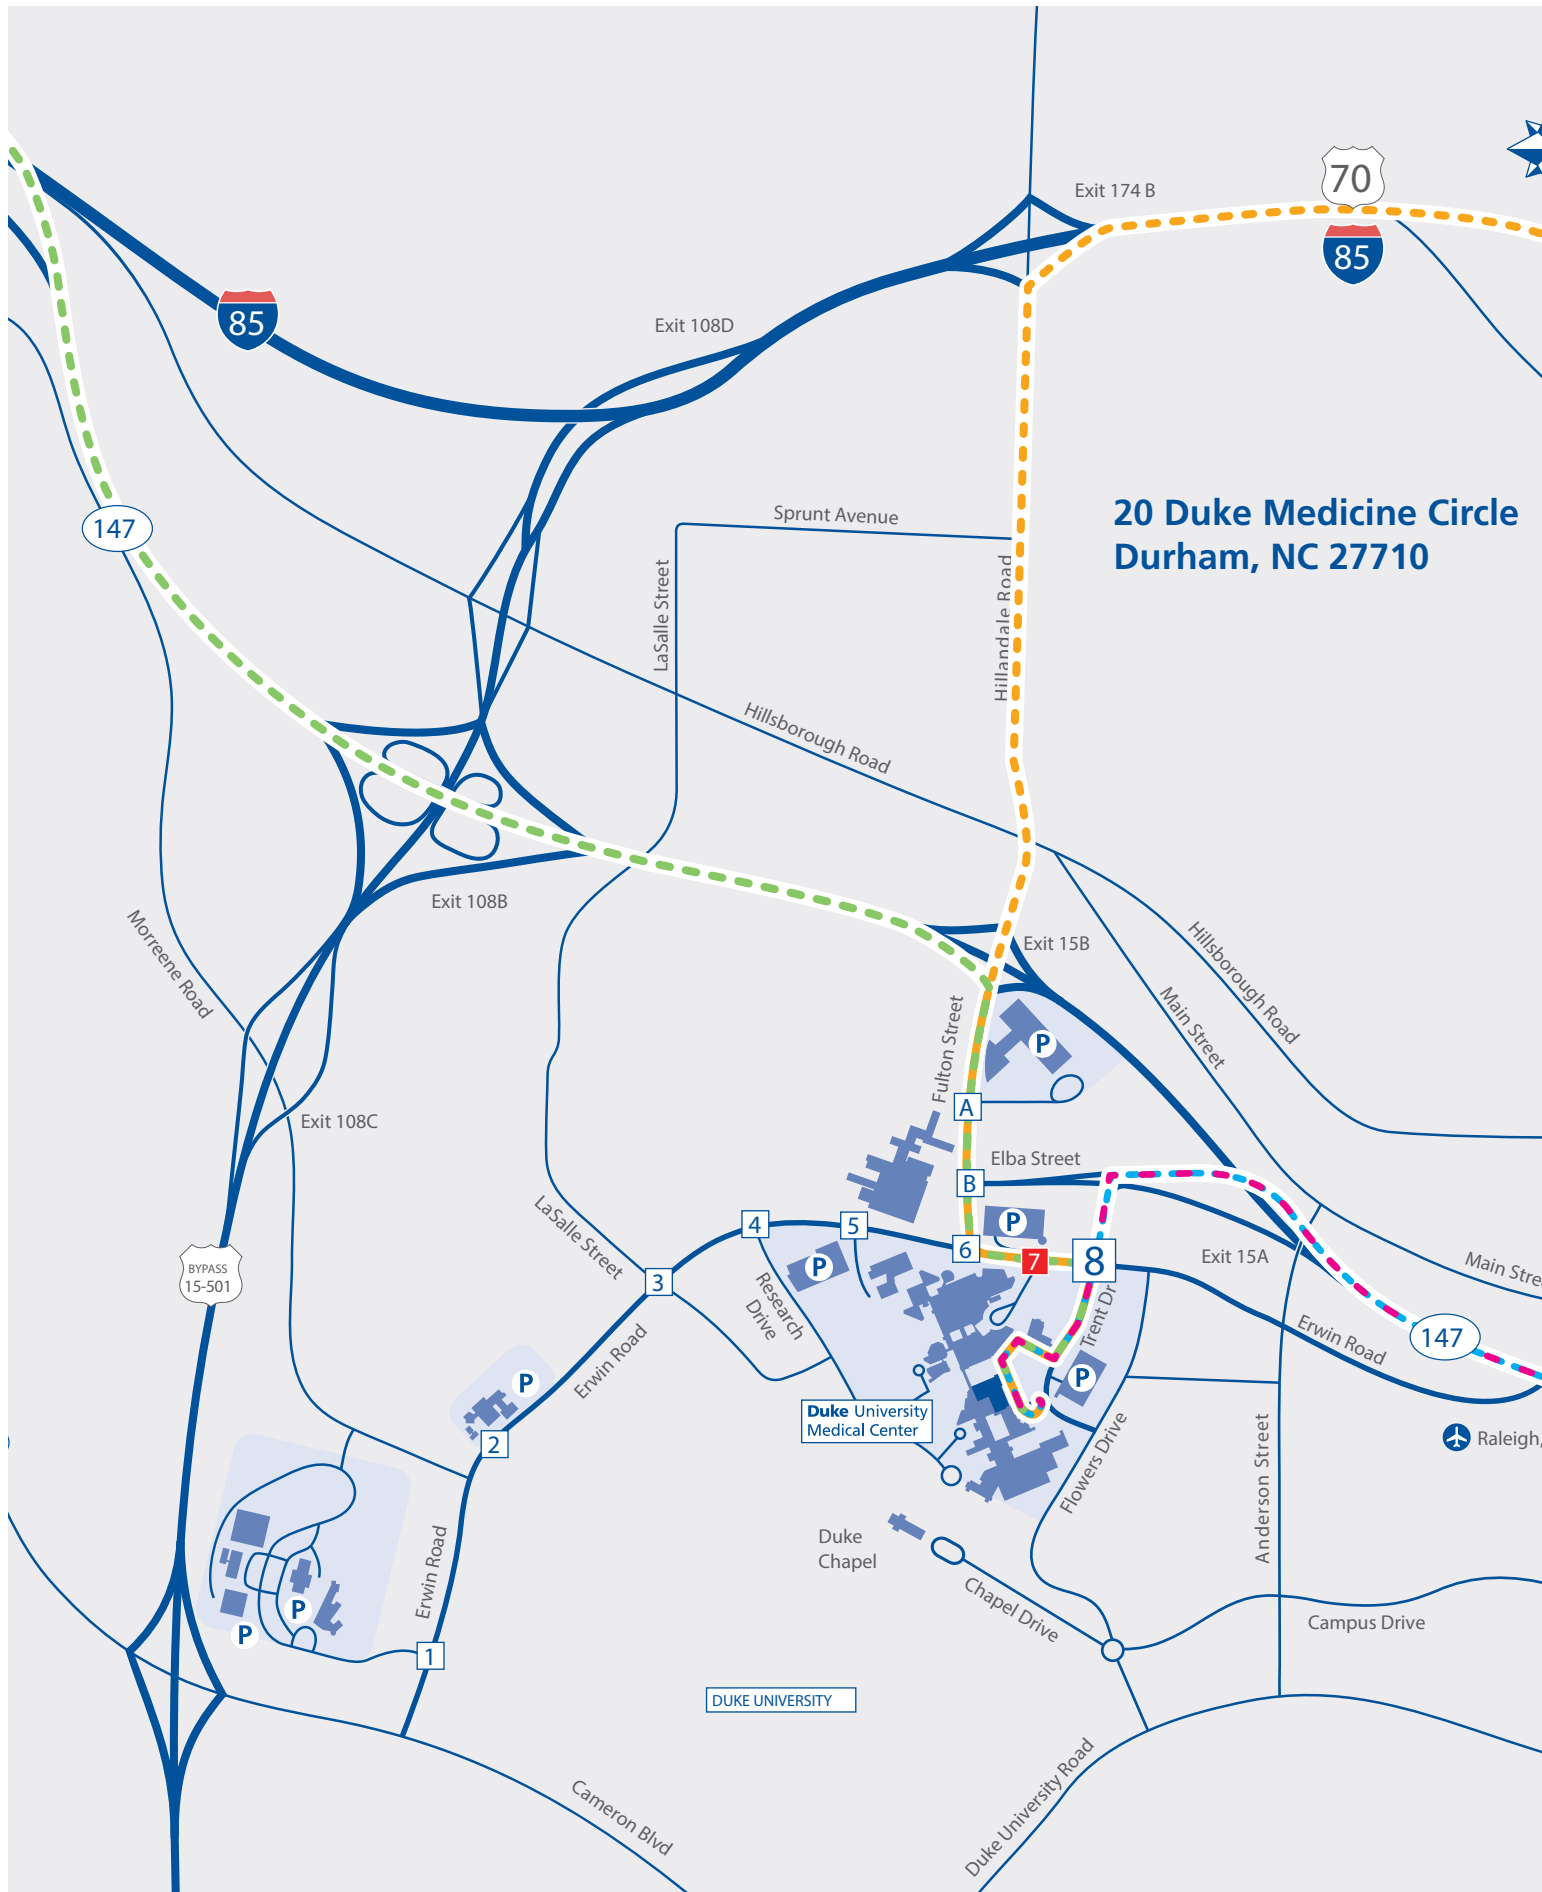 70
Exit 174 B
85
85
Exit 108D
20 Duke Medicine Circle
Durham, NC 27710
Sprunt Avenue
147
LaSalle Street
Hillandale Road
Hillsborough Road
Exit 108B
Exit 15B
Morreene Road
Hillsborough Road
Main Street
Fulton Street
P
A
Exit 108C
Elba Street
B
LaSalle Street
4
5
P
6
7
8
Exit 15A
Main Stree
BYPASS
15-501
3
P
Research
Drive
Trent Dr
Erwin Road
147
Erwin Road
P
P
Duke University
Medical Center
2
Flowers Drive
Anderson Street
Raleigh,
Duke
Chapel
Erwin Road
Chapel Drive
P
P
Campus Drive
1
DUKE UNIVERSITY
Cameron Blvd
Duke University Road